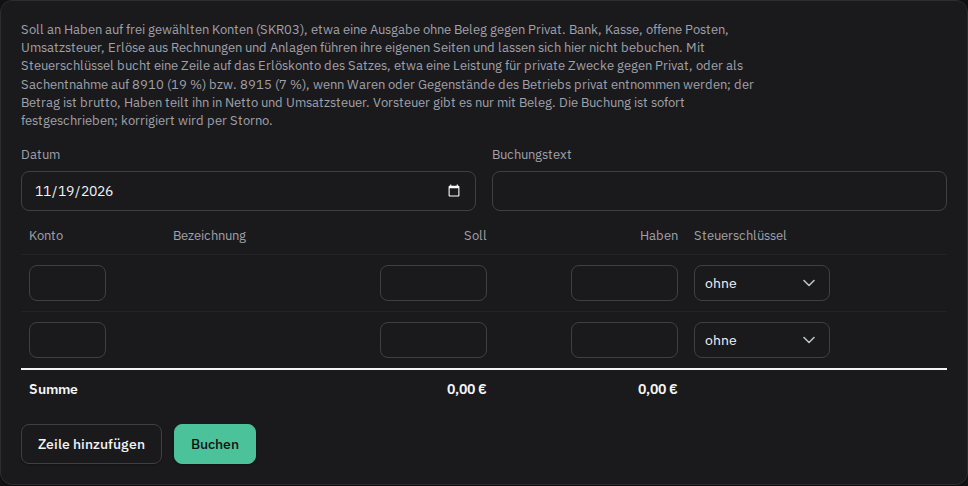 Soll an Haben auf frei gewählten Konten (SKR03), etwa eine Ausgabe ohne Beleg gegen Privat. Bank, Kasse, offene Posten,
Umsatzsteuer, Erlöse aus Rechnungen und Anlagen führen ihre eigenen Seiten und lassen sich hier nicht bebuchen. Mit
Steuerschlüssel bucht eine Zeile auf das Erlöskonto des Satzes, etwa eine Leistung für private Zwecke gegen Privat, oder als
Sachentnahme auf 8910 (19 %) bzw. 8915 (7 %), wenn Waren oder Gegenstände des Betriebs privat entnommen werden; der
Betrag ist brutto, Haben teilt ihn in Netto und Umsatzsteuer. Vorsteuer gibt es nur mit Beleg. Die Buchung ist sofort
festgeschrieben; korrigiert wird per Storno.
Datum Buchungstext
11/19/2026
Konto Bezeichnung Soll Haben Steuerschlüssel
ohne
ohne
Summe 0,00 € 0,00 €
Zeile hinzufügen Buchen